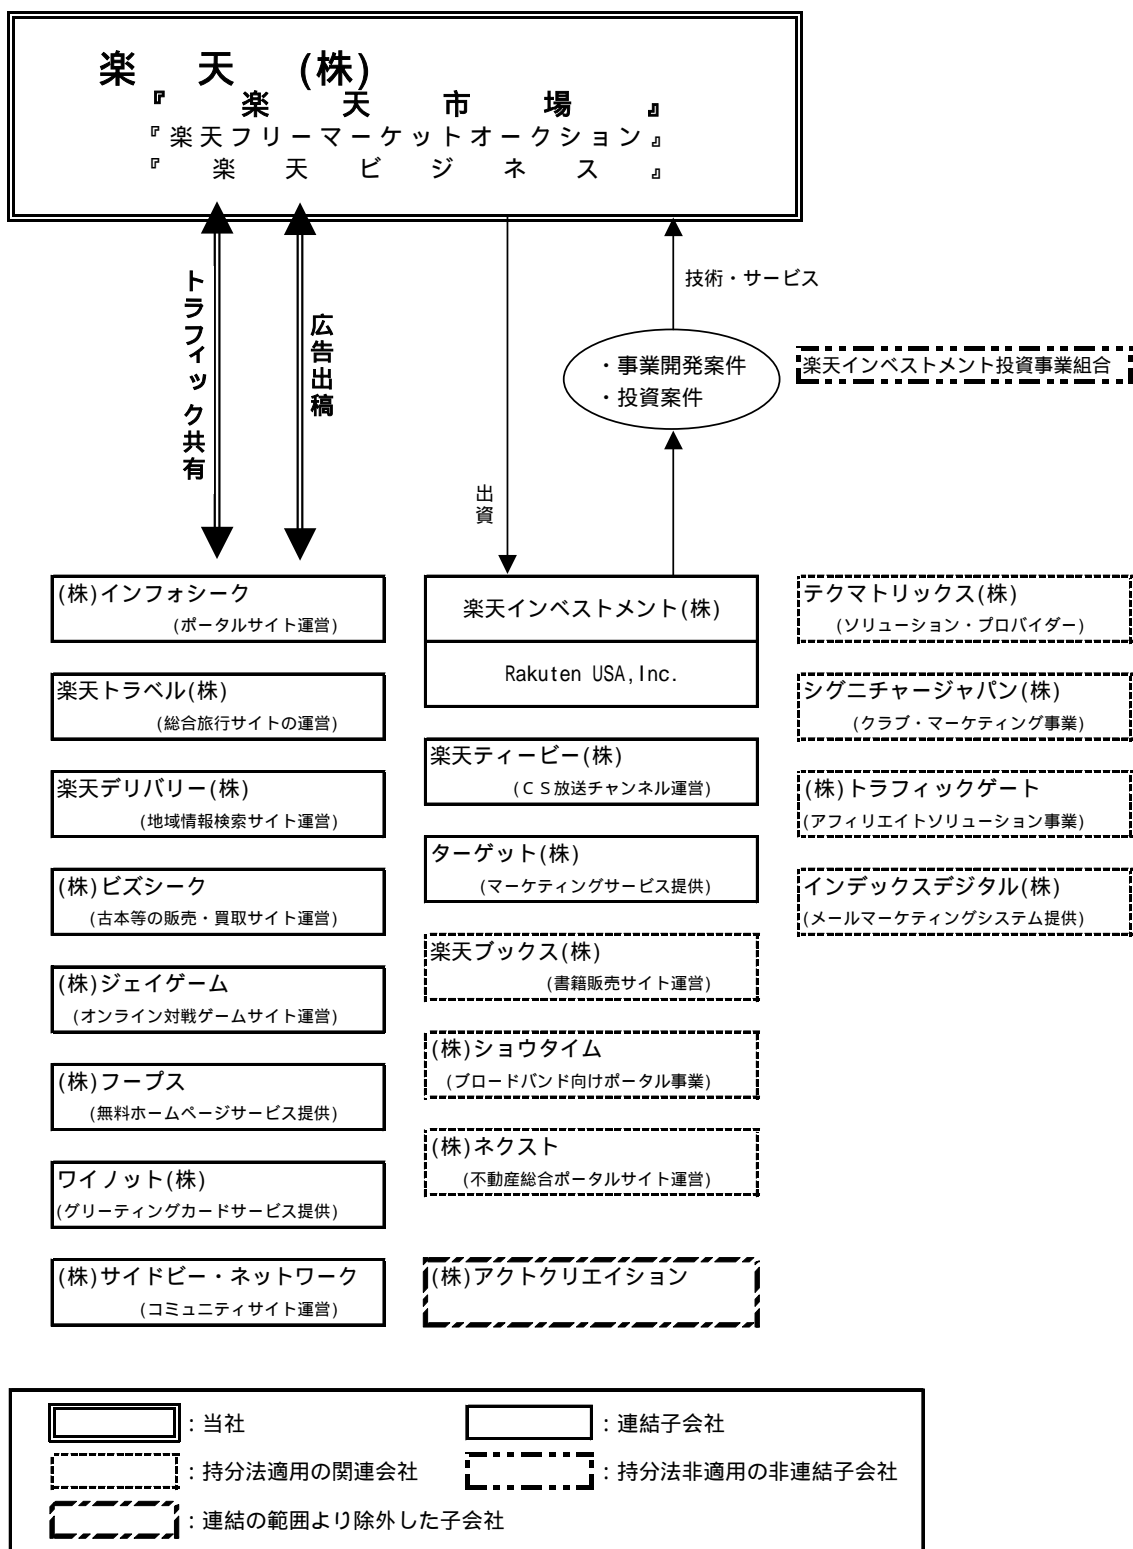 楽天(株)
『楽天市場』
『楽天フリーマーケットオークション』
『楽天ビジネス』
トラフィック共有
広告出稿
出資
技術・サービス
・事業開発案件
・投資案件
楽天インベストメント投資事業組合
(株)インフォシーク
(ポータルサイト運営)
楽天トラベル(株)
(総合旅行サイトの運営)
楽天デリバリー(株)
(地域情報検索サイト運営)
(株)ビズシーク
(古本等の販売・買取サイト運営)
(株)ジェイゲーム
(オンライン対戦ゲームサイト運営)
(株)フープス
(無料ホームページサービス提供)
ワイノット(株)
(グリーティングカードサービス提供)
(株)サイドビー・ネットワーク
(コミュニティサイト運営)
楽天インベストメント(株)
Rakuten USA,Inc.
楽天ティービー(株)
(CS放送チャンネル運営)
ターゲット(株)
(マーケティングサービス提供)
楽天ブックス(株)
(書籍販売サイト運営)
(株)ショウタイム
(ブロードバンド向けポータル事業)
(株)ネクスト
(不動産総合ポータルサイト運営)
(株)アクトクリエイション
テクマトリックス(株)
(ソリューション・プロバイダー)
シグニチャージャパン(株)
(クラブ・マーケティング事業)
(株)トラフィックゲート
(アフィリエイトソリューション事業)
インデックスデジタル(株)
(メールマーケティングシステム提供)
:当社
:連結子会社
:持分法適用の関連会社
:持分法非適用の非連結子会社
:連結の範囲より除外した子会社